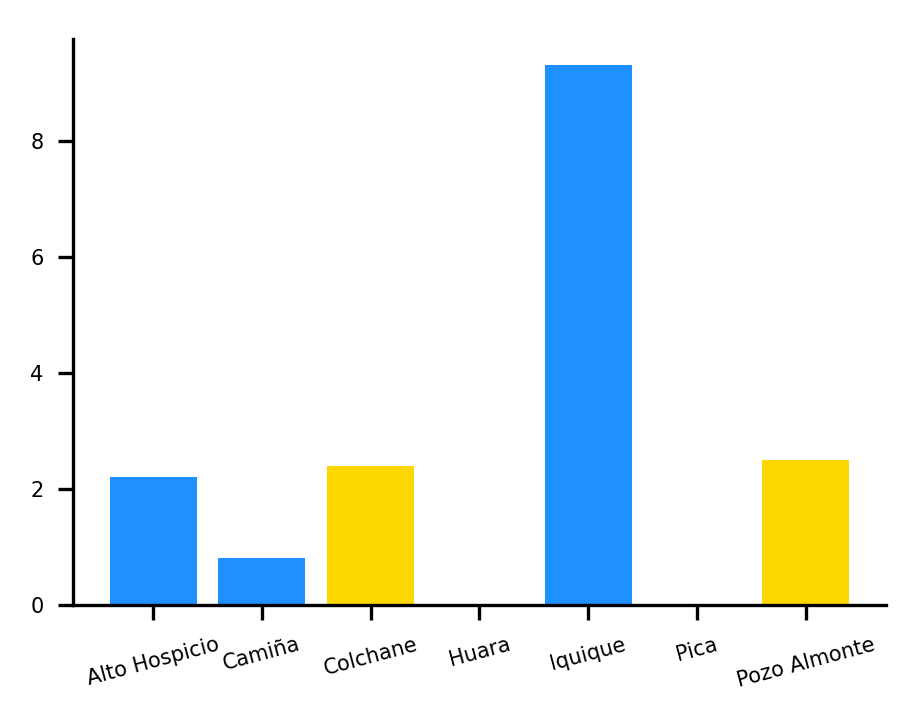 8
6
4
2
0
Alto Hospicio
Camiña
Colchane
Huara
Iquique
Pica
Pozo Almonte